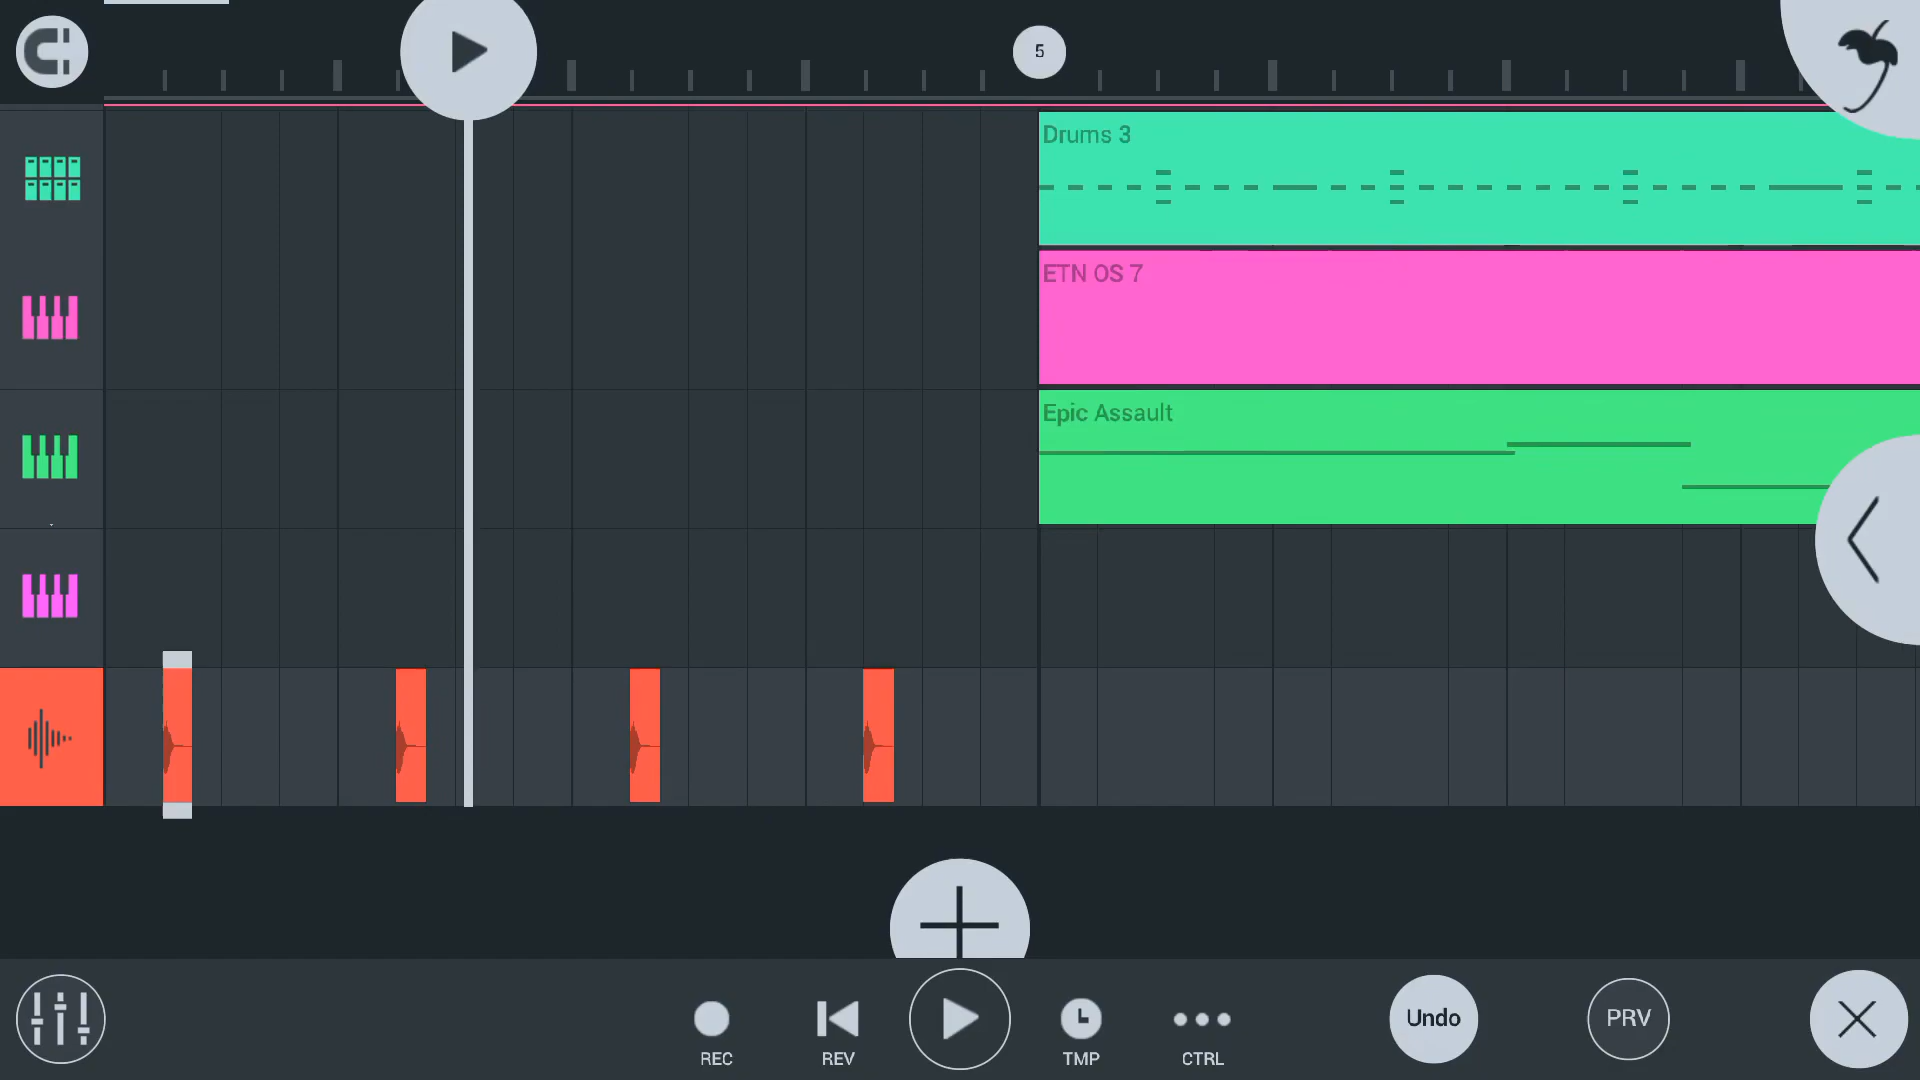 5
Drums 3
ETN OS 7
Epic Assault
Undo
PRV
REC
REV
TMP
CTRL